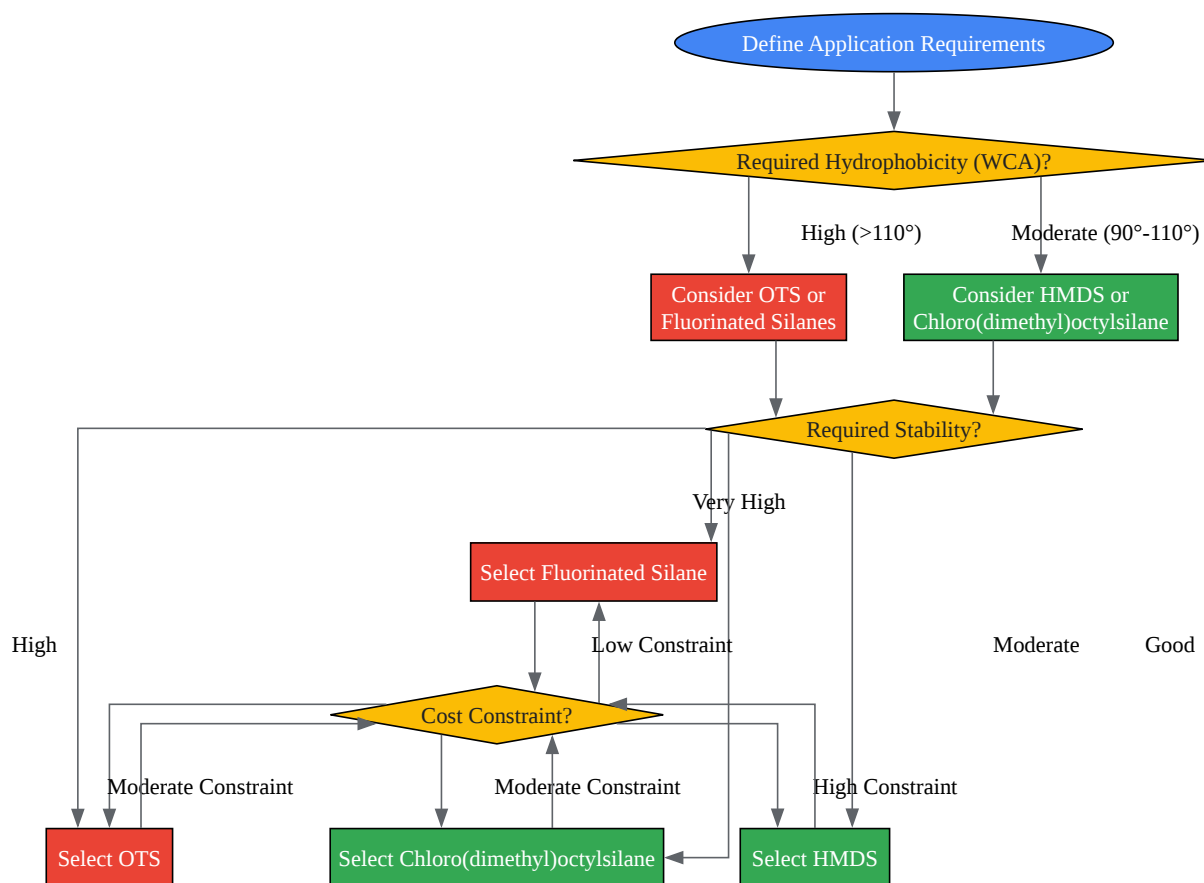 Define Application Requirements
Required Hydrophobicity (WCA)?
High (>110°)
Moderate (90°-110°)
Consider OTS or
Fluorinated Silanes
Consider HMDS or
Chloro(dimethyl)octylsilane
Required Stability?
Very High
Select Fluorinated Silane
High
Low Constraint
Moderate
Good
Cost Constraint?
Moderate Constraint
Moderate Constraint
High Constraint
Select OTS
Select Chloro(dimethyl)octylsilane
Select HMDS